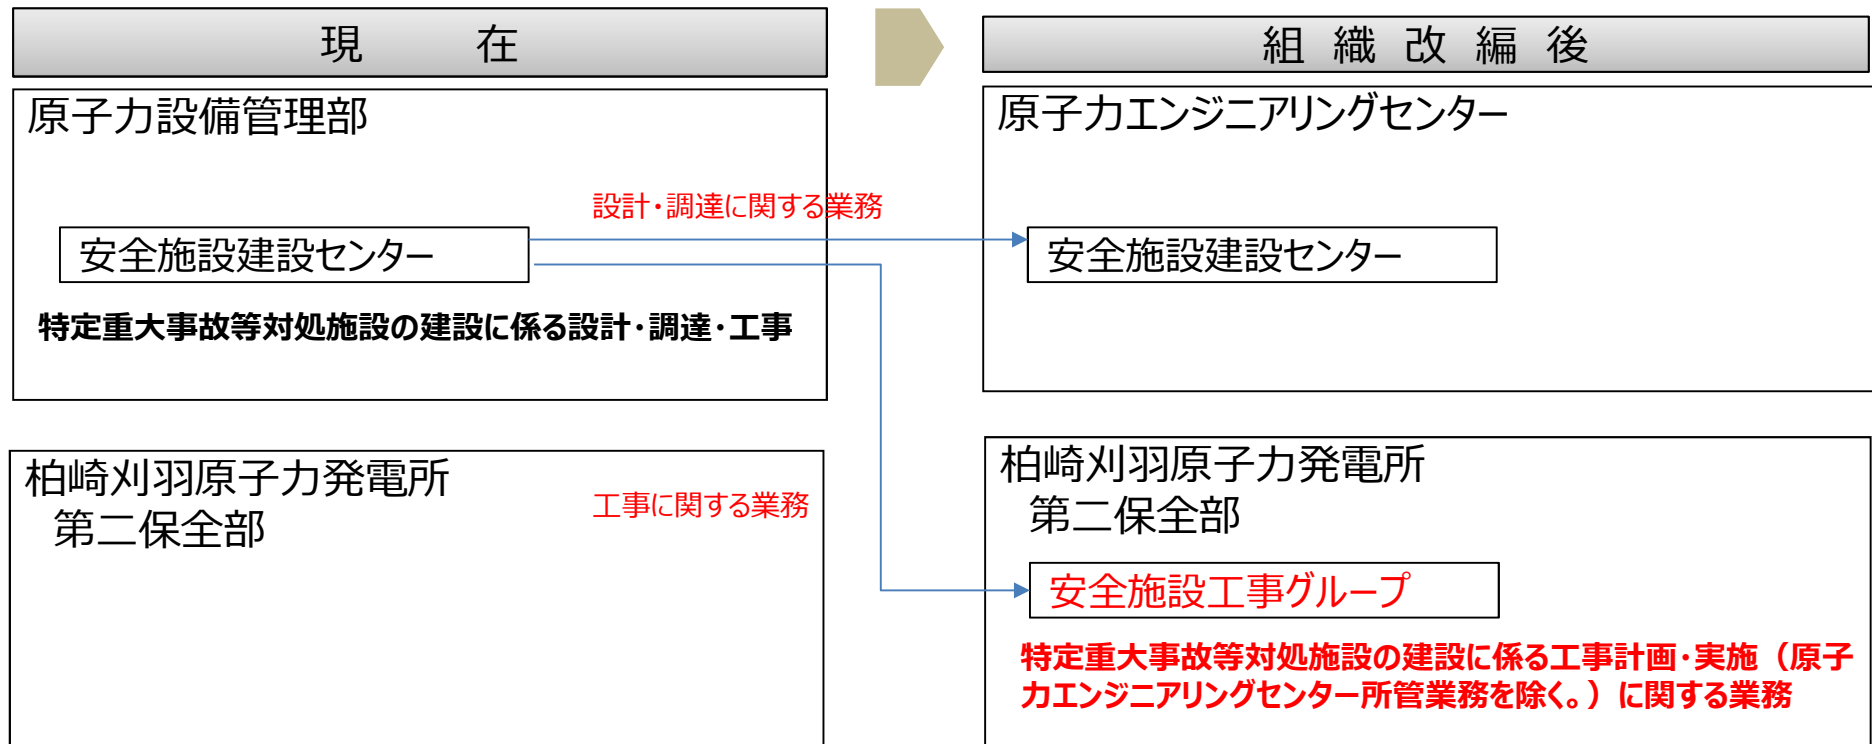 現在
原子力設備管理部
設計・調達に関する業務
安全施設建設センター
特定重大事故等対処施設の建設に係る設計・調達・工事
柏崎刈羽原子力発電所
第二保全部
工事に関する業務
組織改編後
原子力エンジニアリングセンター
安全施設建設センター
柏崎刈羽原子力発電所
第二保全部
安全施設工事グループ
特定重大事故等対処施設の建設に係る工事計画・実施（原子
力エンジニアリングセンター所管業務を除く。）に関する業務